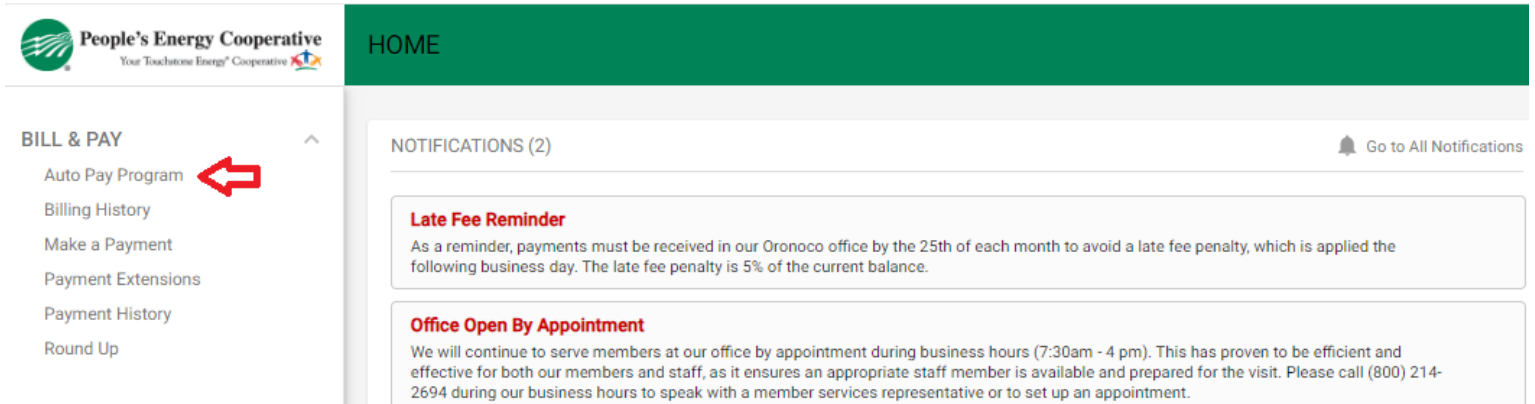 People's Energy Cooperative
Your Touchstone Energy® Cooperative
HOME
BILL & PAY
Auto Pay Program
Billing History
Make a Payment
Payment Extensions
Payment History
Round Up
NOTIFICATIONS (2)
Go to All Notifications
Late Fee Reminder
As a reminder, payments must be received in our Oronoco office by the 25th of each month to avoid a late fee penalty, which is applied the
following business day. The late fee penalty is 5% of the current balance.
Office Open By Appointment
We will continue to serve members at our office by appointment during business hours (7:30am - 4 pm). This has proven to be efficient and
effective for both our members and staff, as it ensures an appropriate staff member is available and prepared for the visit. Please call (800) 214-
2694 during our business hours to speak with a member services representative or to set up an appointment.